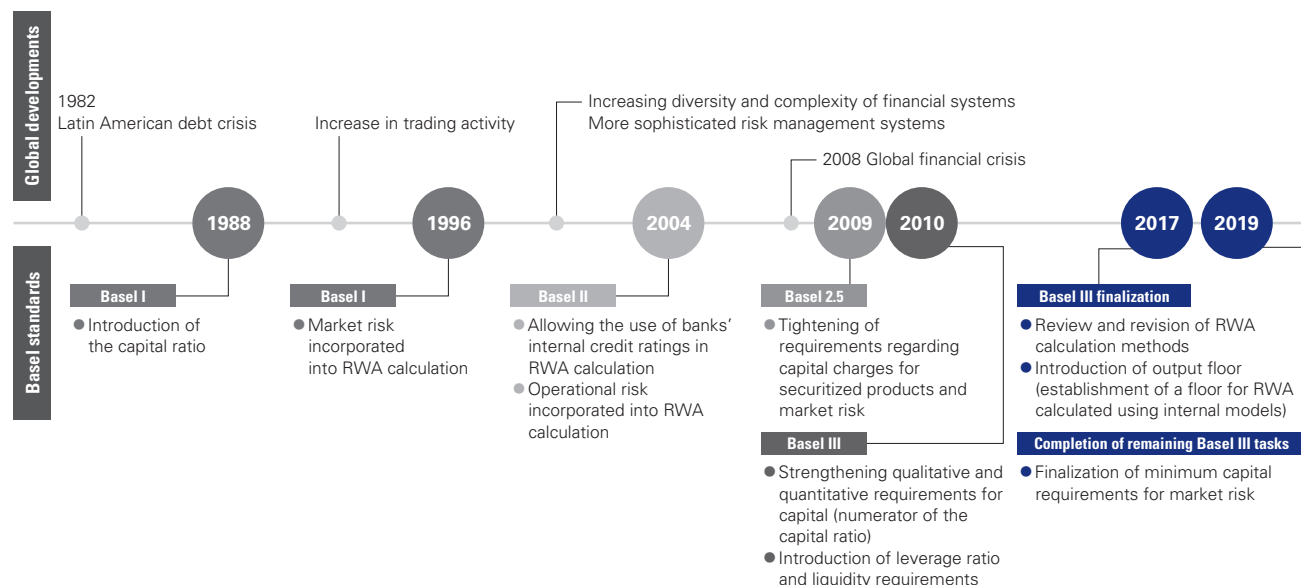 Global developments
1982
Latin American debt crisis
Increase in trading activity
Increasing diversity and complexity of financial systems
More sophisticated risk management systems
2008 Global financial crisis
1988
1996
2004
2009
2010
2017
2019
Basel standards
Basel I
● Introduction of
the capital ratio
Basel I
● Market risk
incorporated
into RWA calculation
Basel II
● Allowing the use of banks’
internal credit ratings in
RWA calculation
● Operational risk
incorporated into RWA
calculation
Basel 2.5
● Tightening of
requirements regarding
capital charges for
securitized products and
market risk
Basel III
● Strengthening qualitative and
quantitative requirements for
capital (numerator of the
capital ratio)
● Introduction of leverage ratio
and liquidity requirements
Basel III finalization
● Review and revision of RWA
calculation methods
● Introduction of output floor
(establishment of a floor for RWA
calculated using internal models)
Completion of remaining Basel III tasks
● Finalization of minimum capital
requirements for market risk